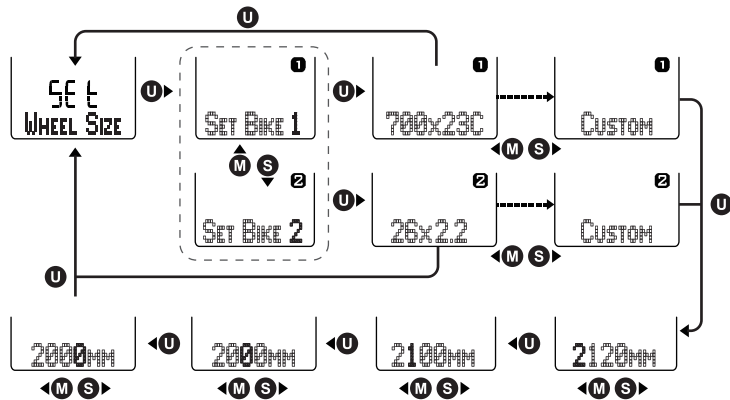 U
1
1
SEt
WHEEL SIZE
U
SET BIKE 1
U
700x23C
CUSTOM
M S
M S
2
2
2
U
SET BIKE 2
U
26x2.2
CUSTOM
M S
U
2000MM
U
2000MM
U
2100MM
U
2120MM
M S
M S
M S
M S
1
U